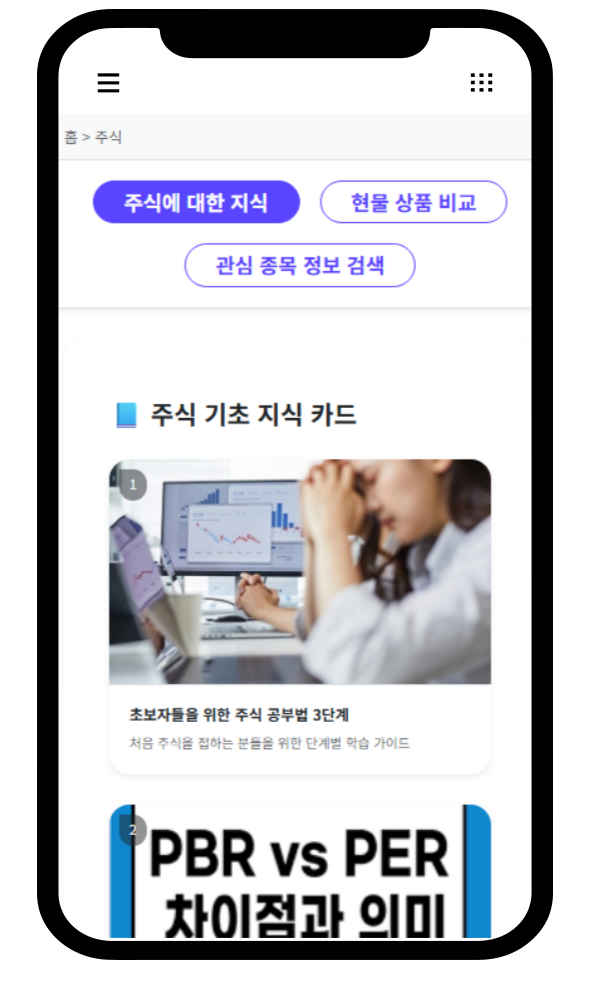 홈 > 주식
주식에 대한 지식
현물 상품 비교
관심 종목 정보 검색
주식 기초 지식 카드
1
초보자들을 위한 주식 공부법 3단계
처음 주식을 접하는 분들을 위한 단계별 학습 가이드
2
PBR vs PER
차이점과 의미